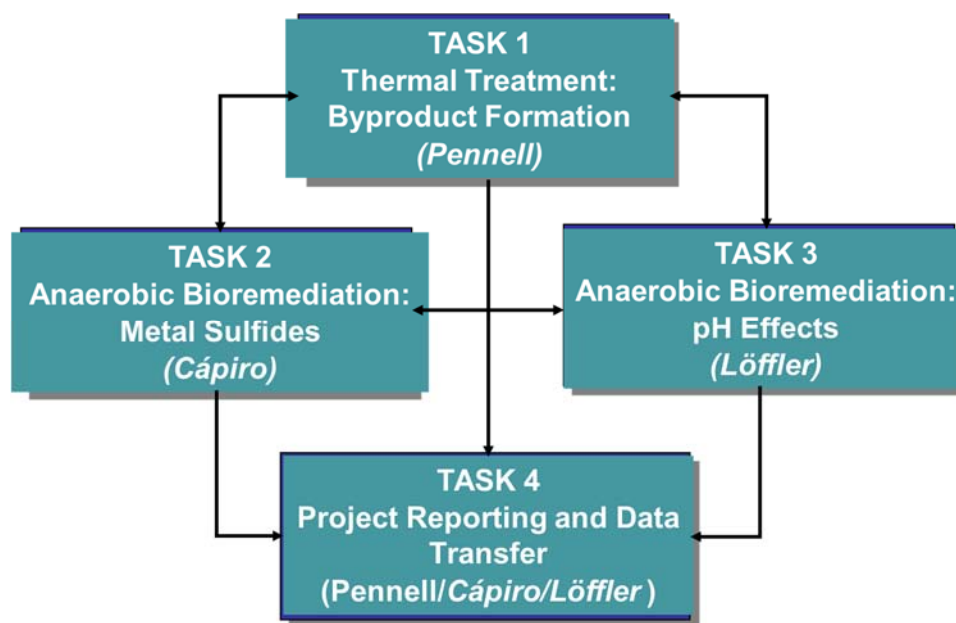 TASK 1
Thermal Treatment:
Byproduct Formation
(Pennell)
TASK 2
Anaerobic Bioremediation:
Metal Sulfides
(Cápiro)
TASK 3
Anaerobic Bioremediation:
pH Effects
(Löffler)
TASK 4
Project Reporting and Data
Transfer
(Pennell/Cápiro/Löffler )